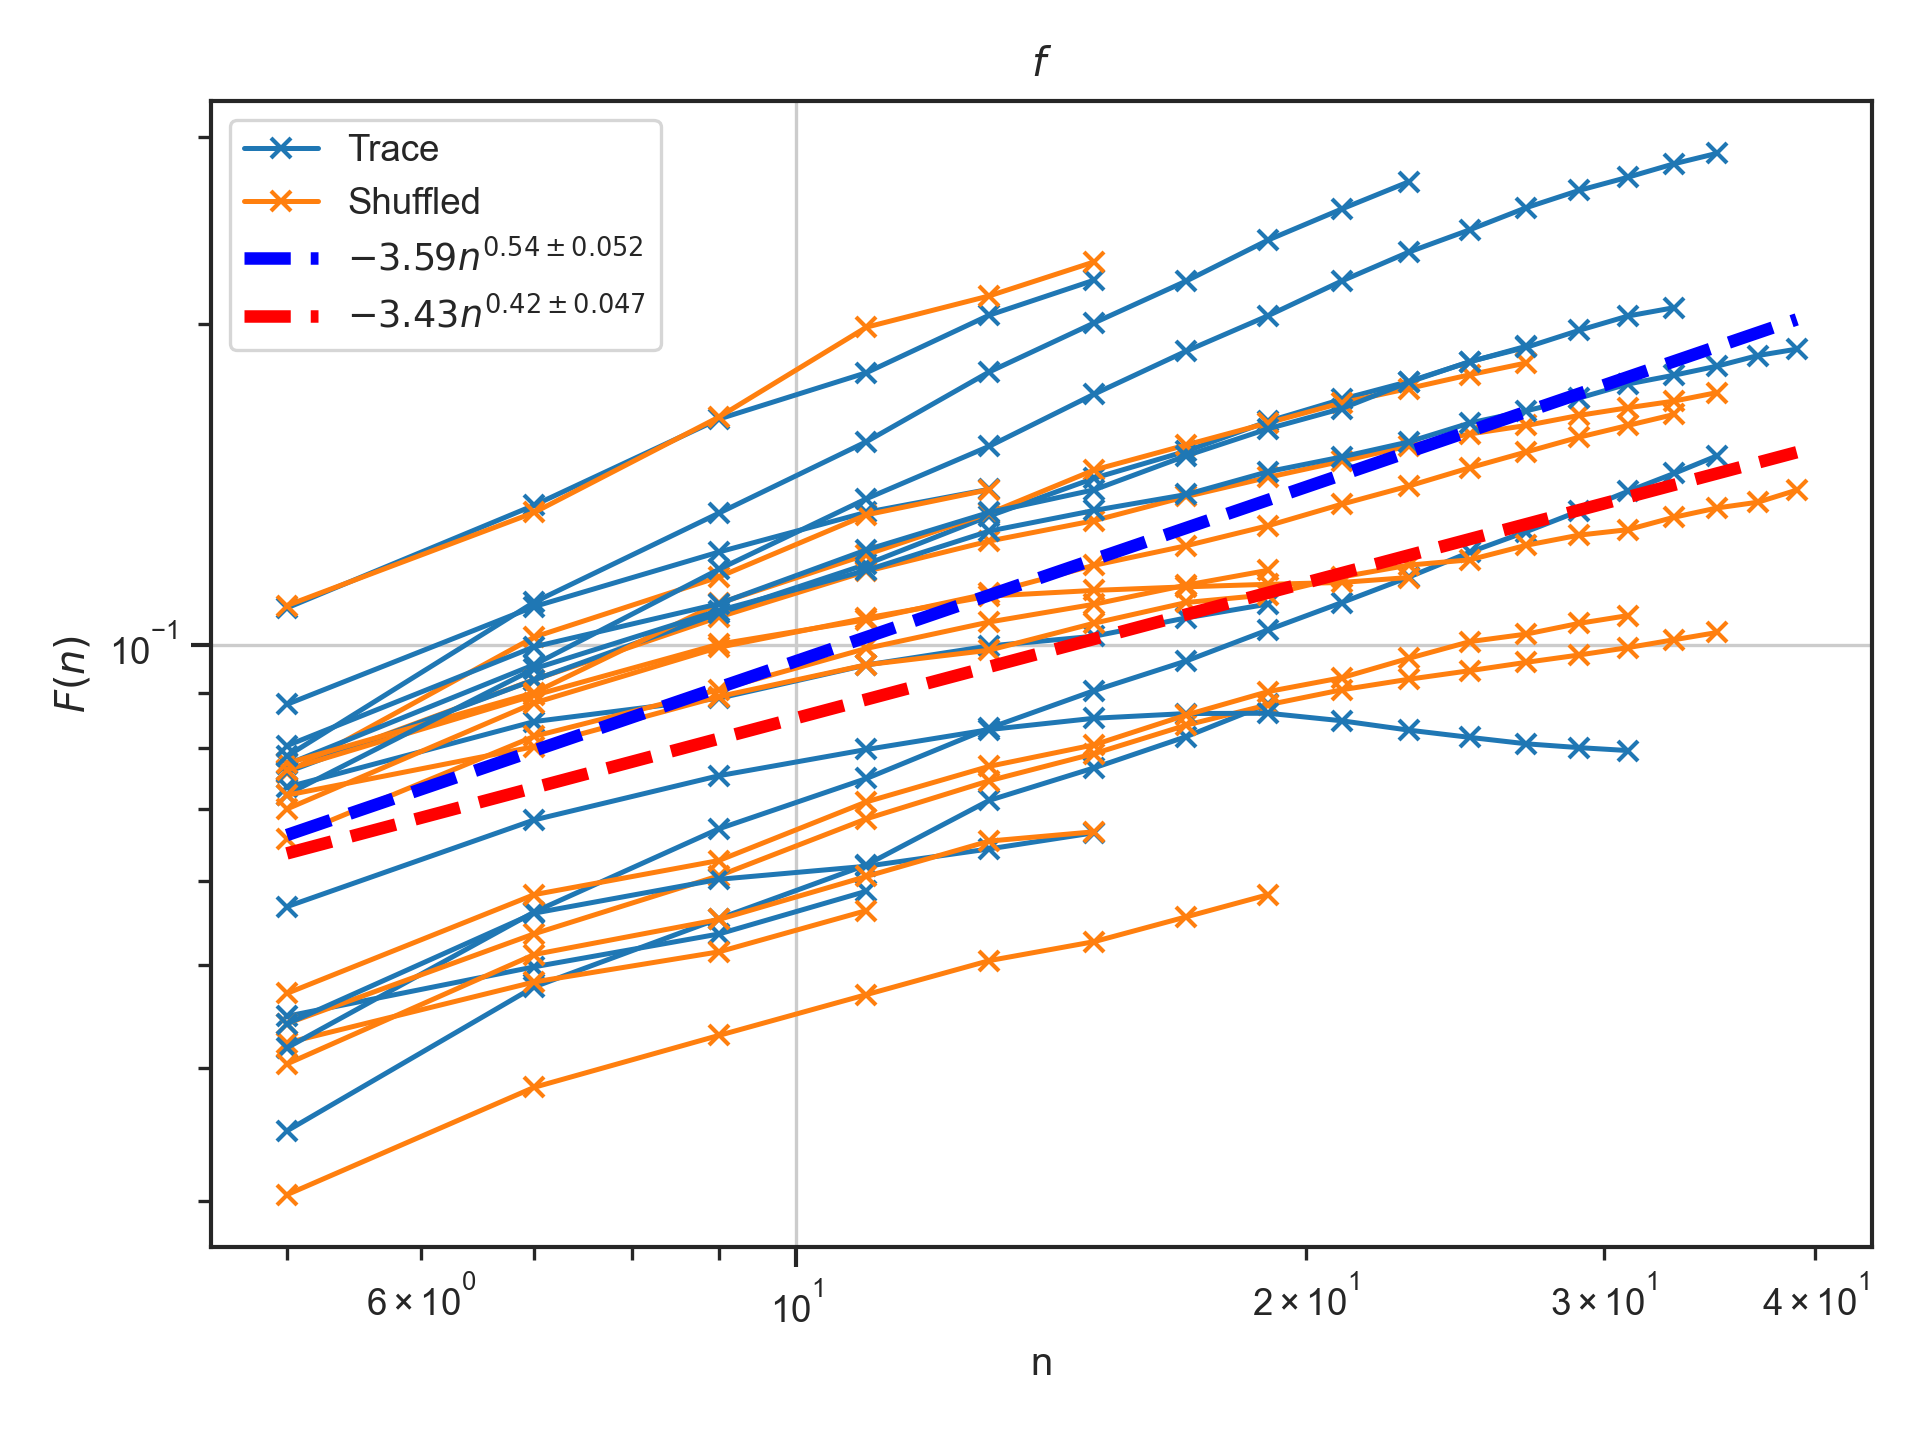 f
Trace
Shuffled
−3.59n^{0.54±0.052}
−3.43n^{0.42±0.047}
F(n)
10^{−1}
6×10^0
10^1
2×10^1
3×10^1
4×10^1
n